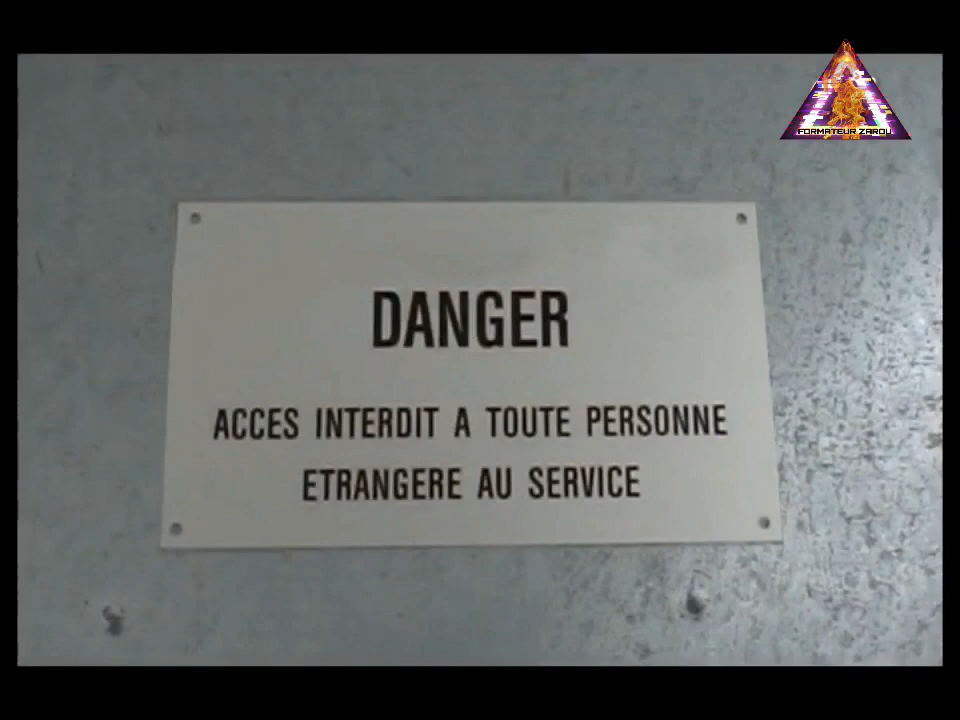 FORMATEUR ZAROU
DANGER
ACCES INTERDIT A TOUTE PERSONNE
ETRANGERE AU SERVICE